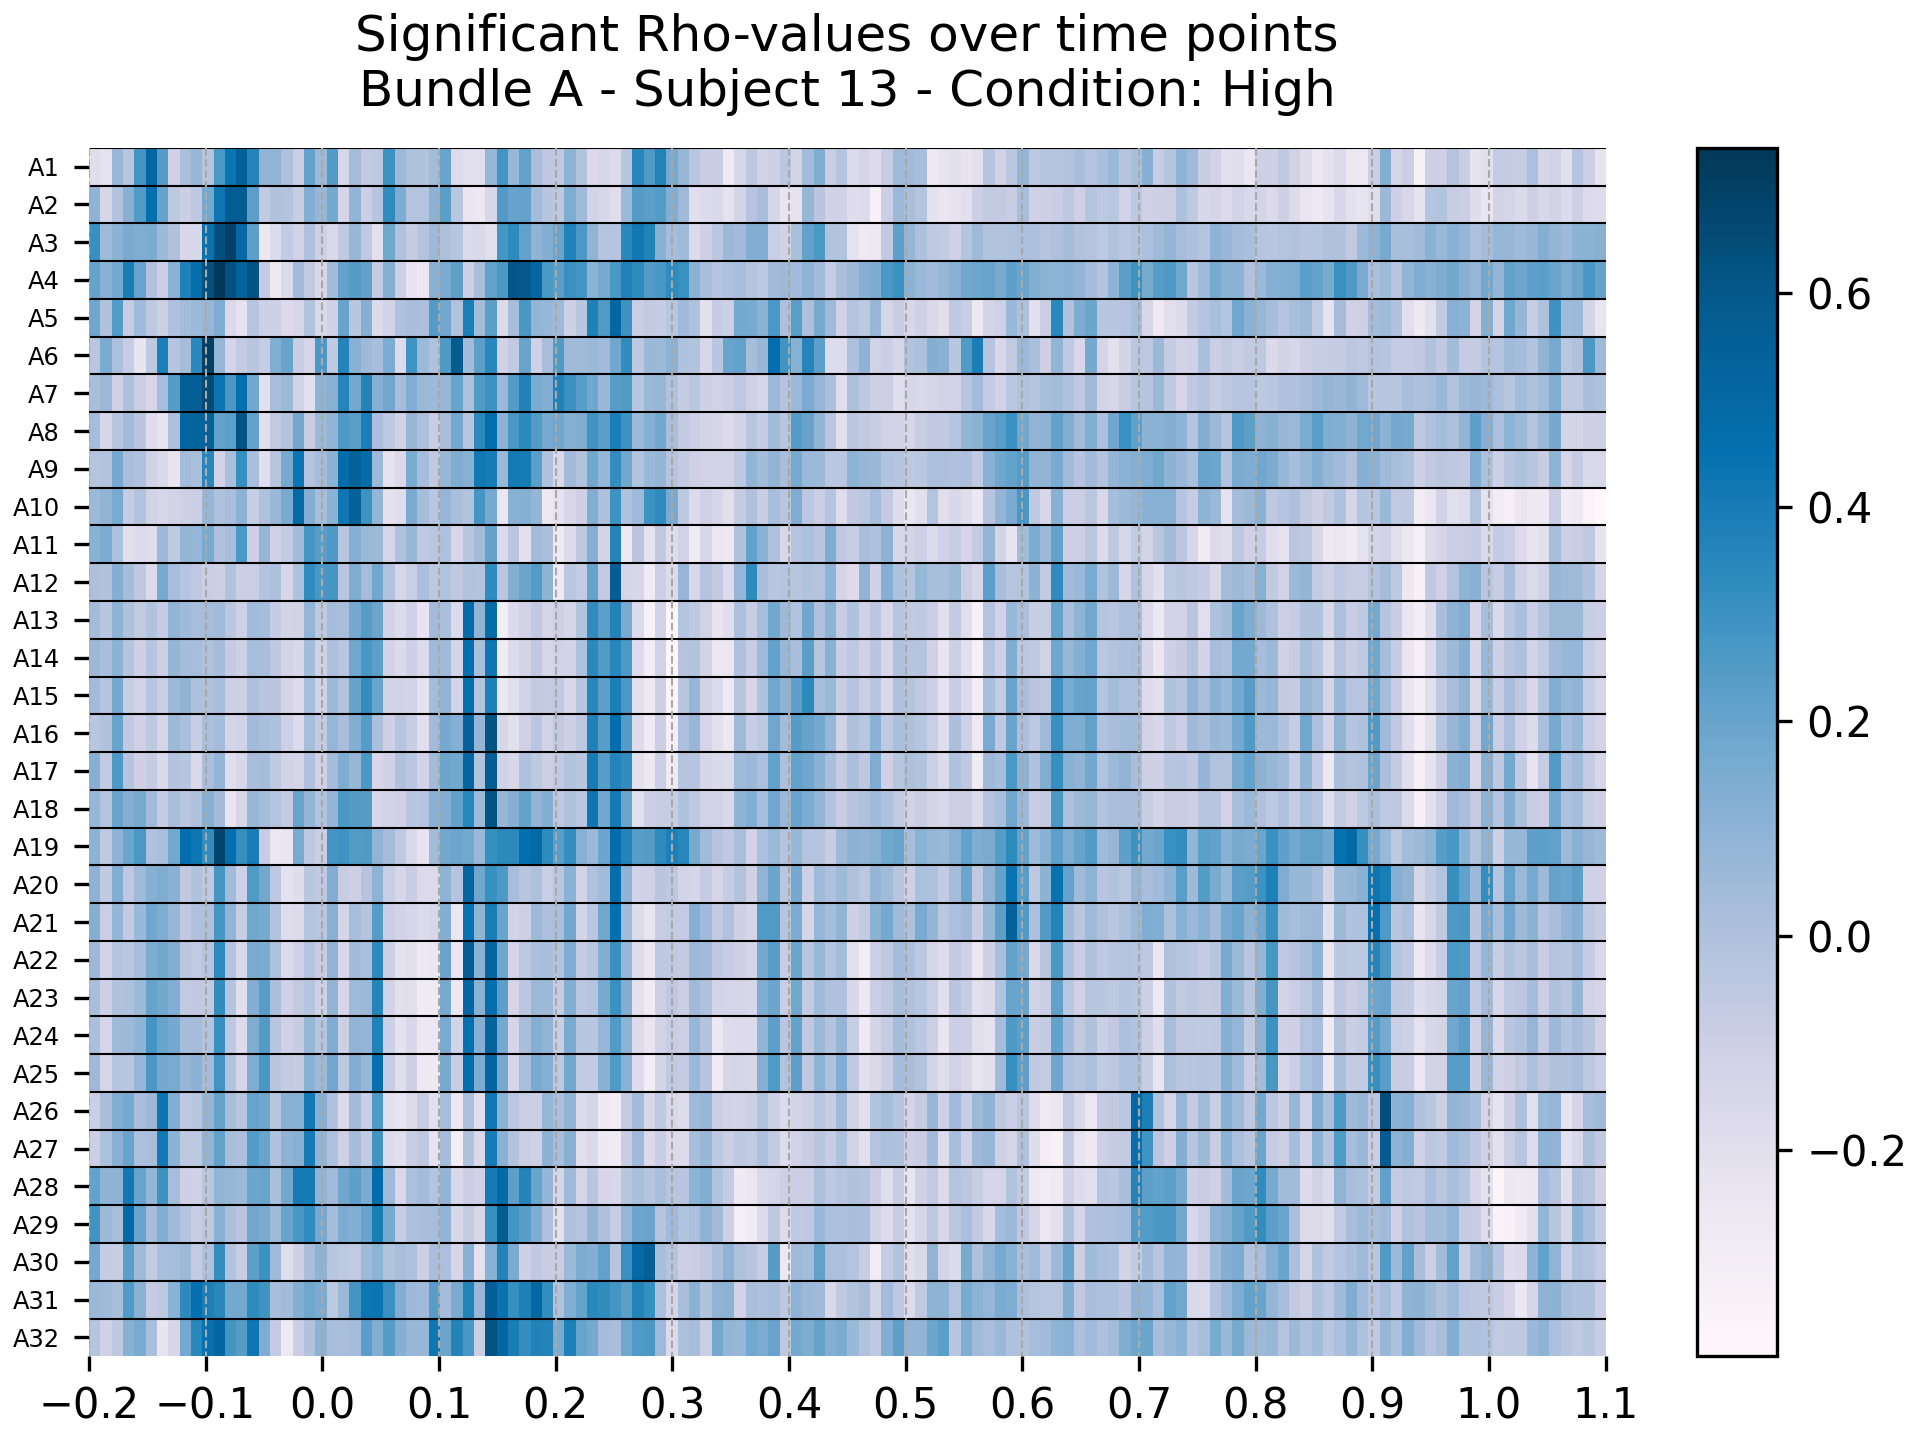 Significant Rho-values over time points
Bundle A - Subject 13 - Condition: High
A1
A2
A3
A4
A5
A6
A7
A8
A9
A10
A11
A12
A13
A14
A15
A16
A17
A18
A19
A20
A21
A22
A23
A24
A25
A26
A27
A28
A29
A30
A31
A32
−0.2 −0.1 0.0 0.1 0.2 0.3 0.4 0.5 0.6 0.7 0.8 0.9 1.0 1.1
0.6
0.4
0.2
0.0
−0.2